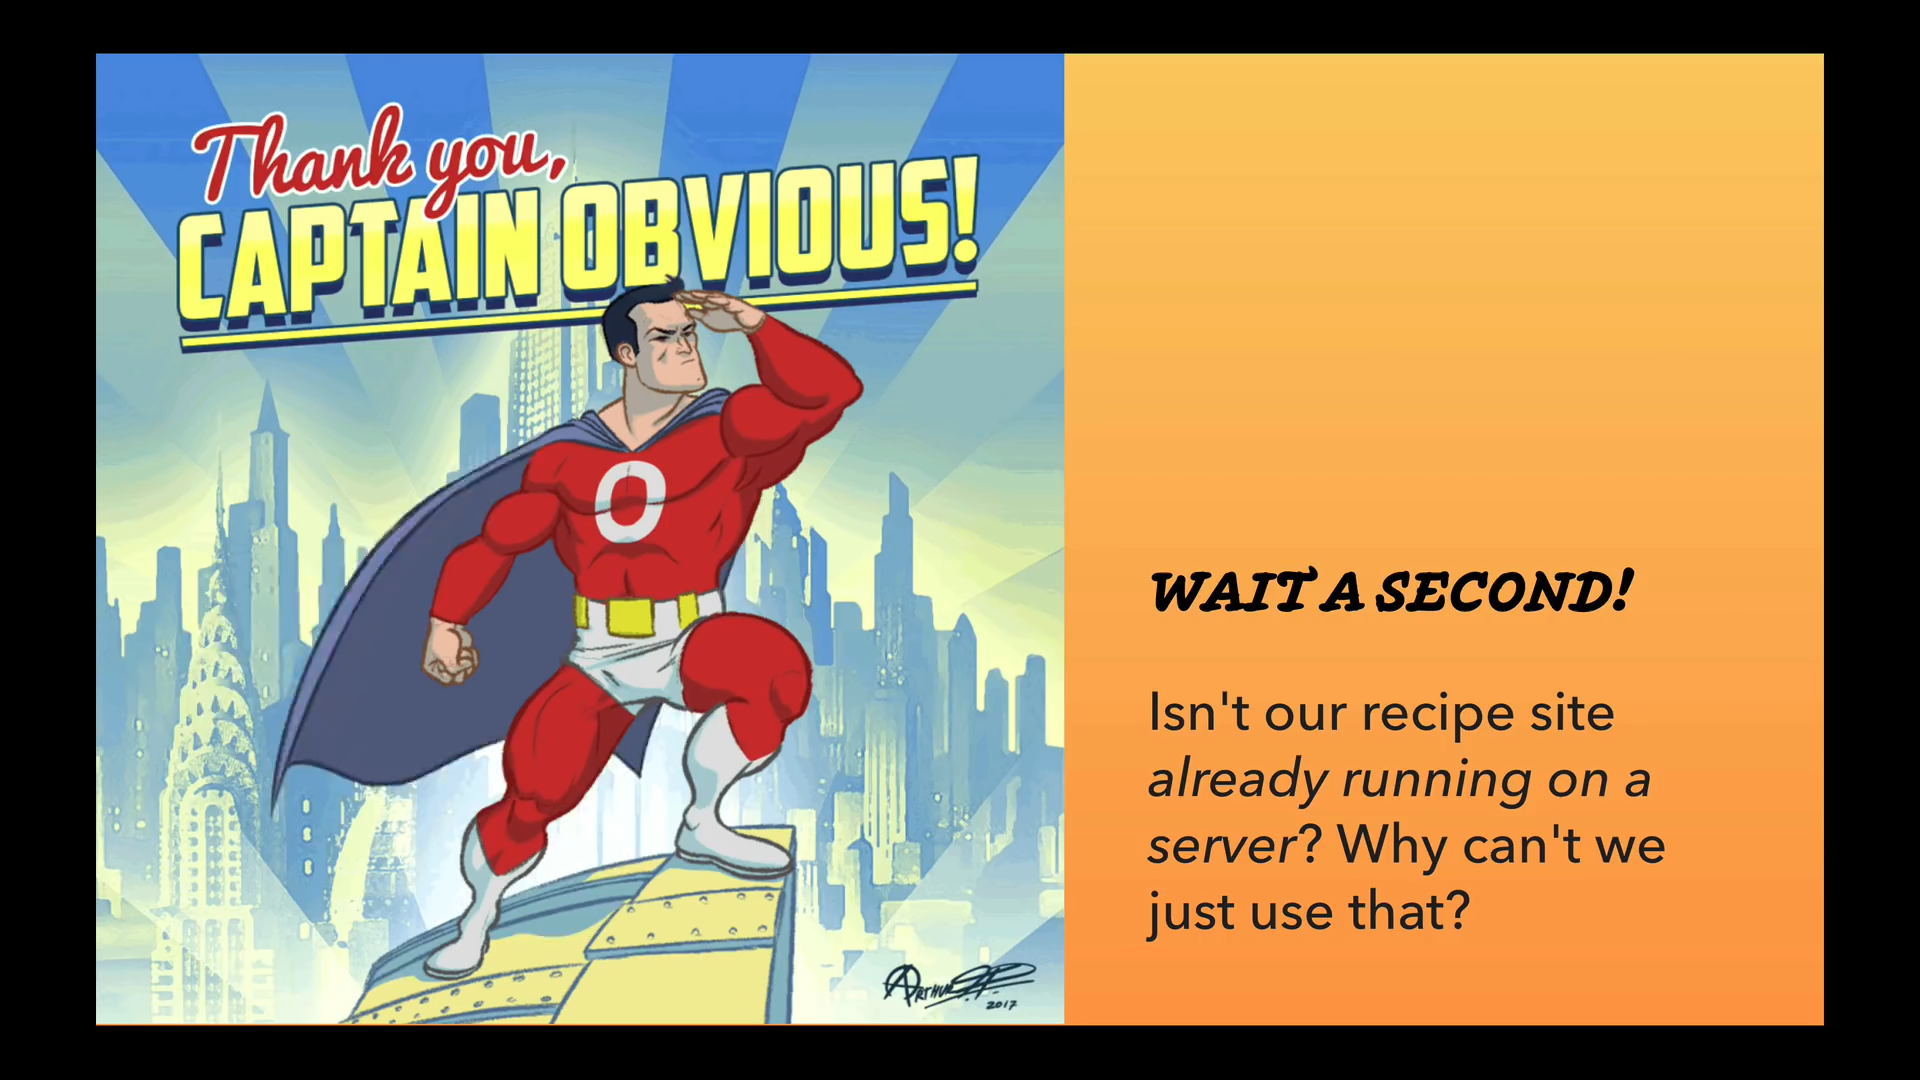 Thank you,
CAPTAIN OBVIOUS!
O
ARTHUR
2017
WAIT A SECOND!
Isn't our recipe site
already running on a
server? Why can't we
just use that?